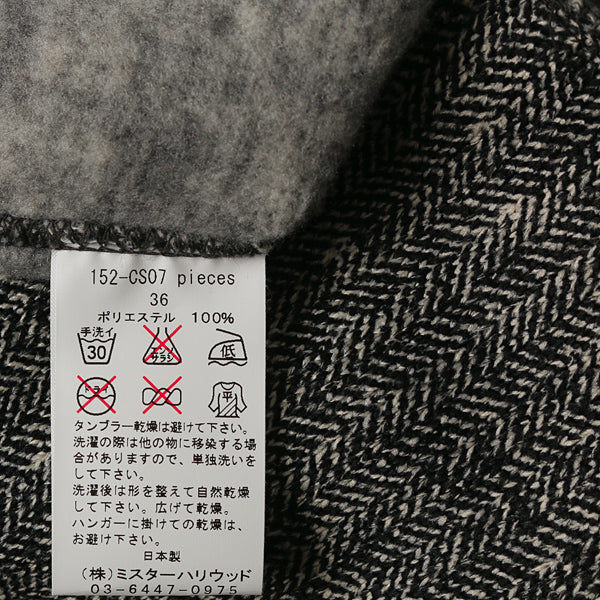 152-CS07 pieces
36
ポリエステル 100%
手洗イ
30
エンソ
サラシ
低
ドライ
平
タンブラー乾燥は避けて下さい。
洗濯の際は他の物に移染する場
合がありますので、単独洗いを
して下さい。
洗濯後は形を整えて自然乾燥
して下さい。広げて乾燥。
ハンガーに掛けての乾燥は、
お避け下さい。
日本製
(株)ミスターハリウッド
03-6447-0975